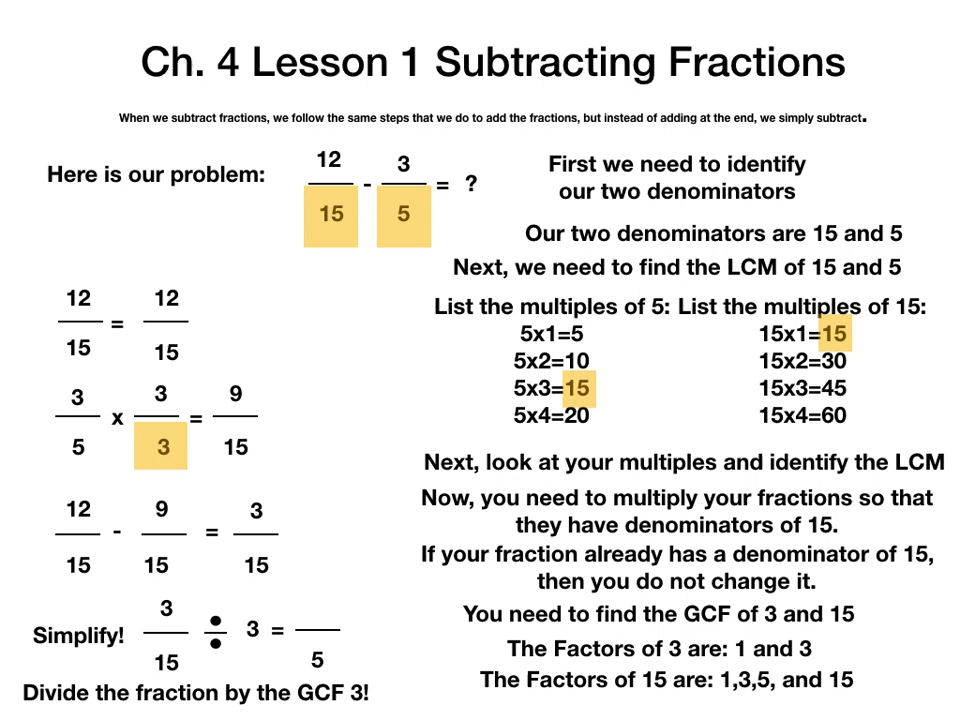 Ch. 4 Lesson 1 Subtracting Fractions
When we subtract fractions, we follow the same steps that we do to add the fractions, but instead of adding at the end, we simply subtract.
Here is our problem:
12 3
- = ?
15 5
First we need to identify
our two denominators
Our two denominators are 15 and 5
Next, we need to find the LCM of 15 and 5
List the multiples of 5: List the multiples of 15:
5x1=5 15x1=15
5x2=10 15x2=30
5x3=15 15x3=45
5x4=20 15x4=60
Next, look at your multiples and identify the LCM
Now, you need to multiply your fractions so that
they have denominators of 15.
If your fraction already has a denominator of 15,
then you do not change it.
You need to find the GCF of 3 and 15
The Factors of 3 are: 1 and 3
The Factors of 15 are: 1,3,5, and 15
12 12
=
15 15
3 3 9
x =
5 3 15
12 9 3
- =
15 15 15
3
Simplify! ÷ 3 =
15 5
Divide the fraction by the GCF 3!